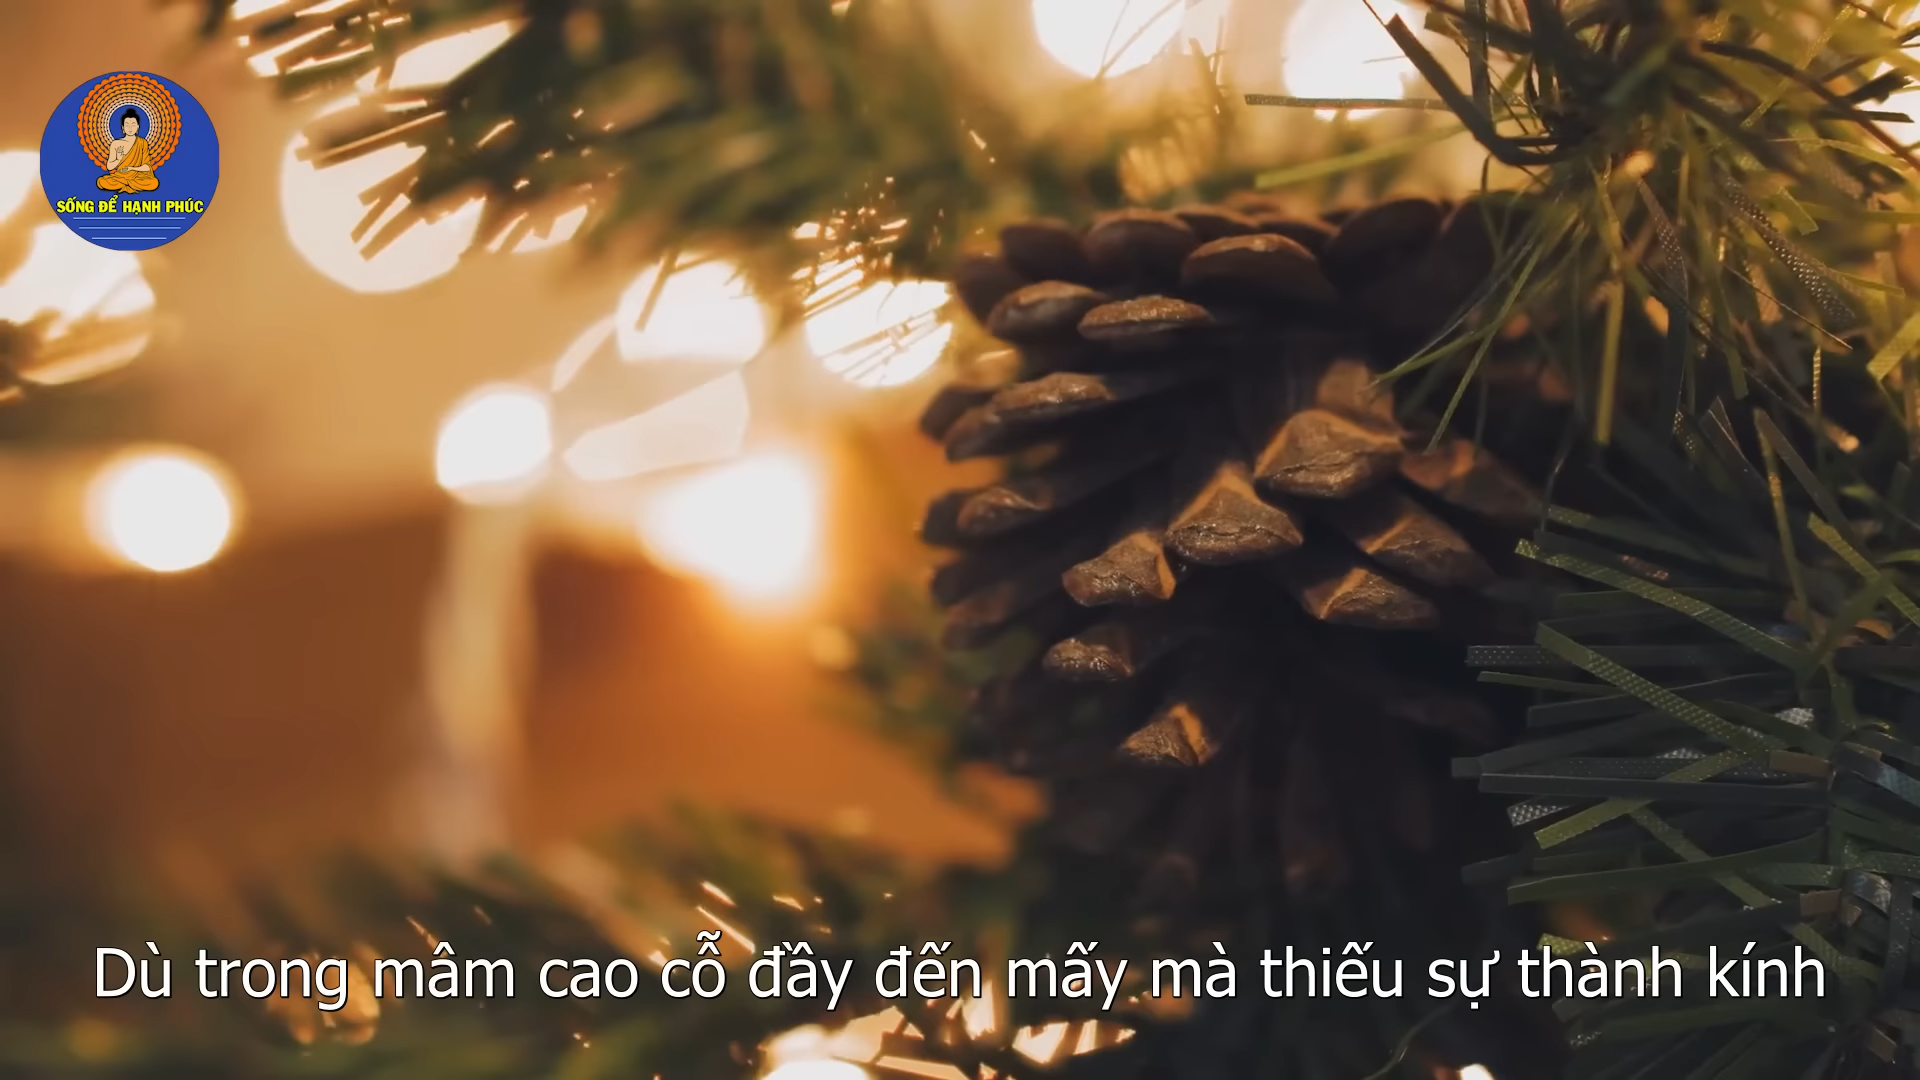 SỐNG ĐỂ HẠNH PHÚC
Dù trong mâm cao cỗ đầy đến mấy mà thiếu sự thành kính